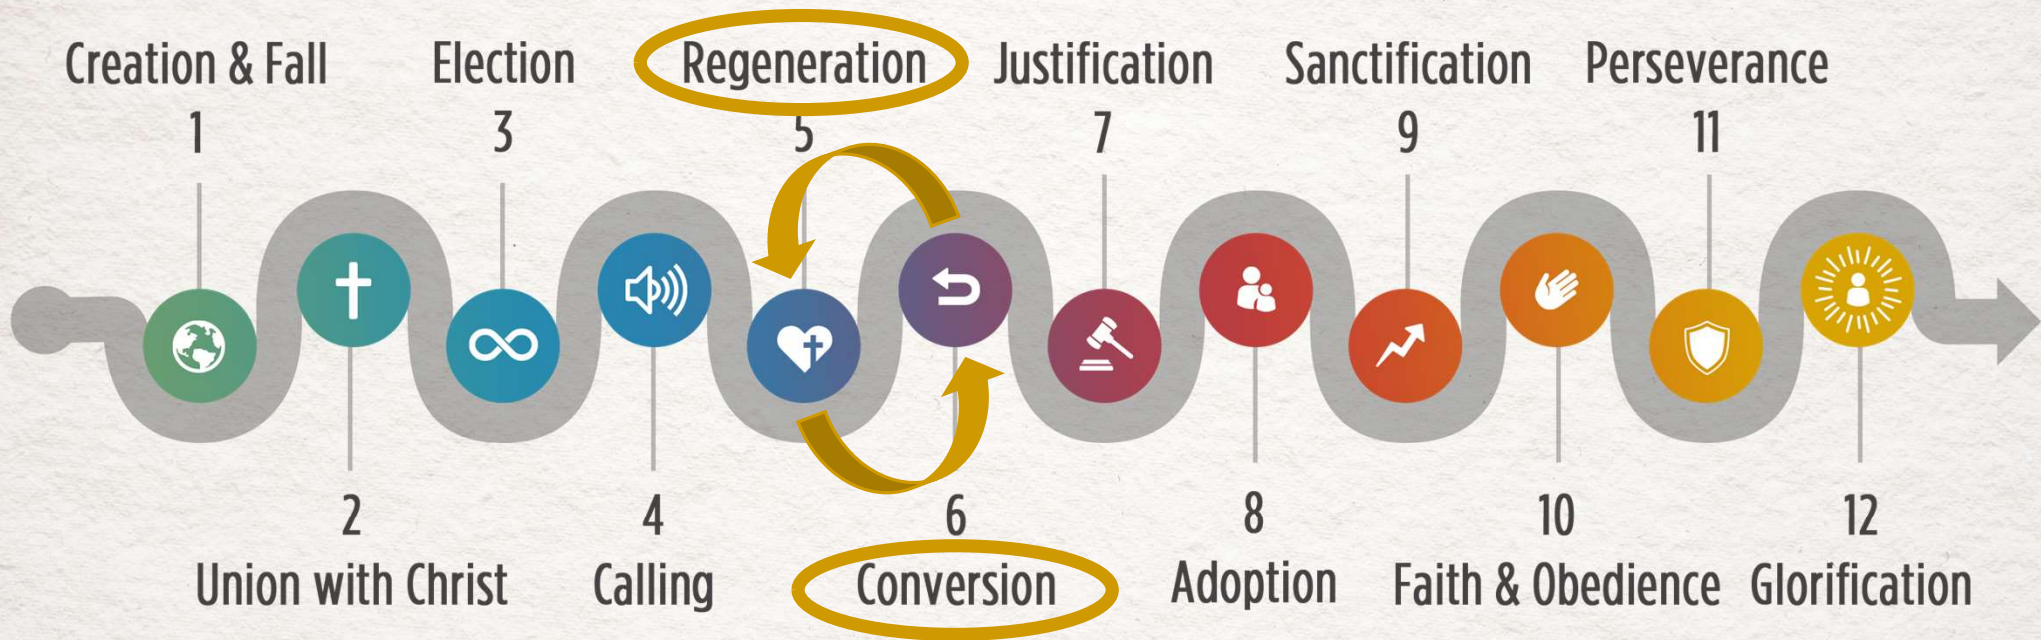 Creation & Fall
Election
Regeneration
Justification
Sanctification
Perseverance
1
3
5
7
9
11
2
4
6
8
10
12
Union with Christ
Calling
Conversion
Adoption
Faith & Obedience
Glorification